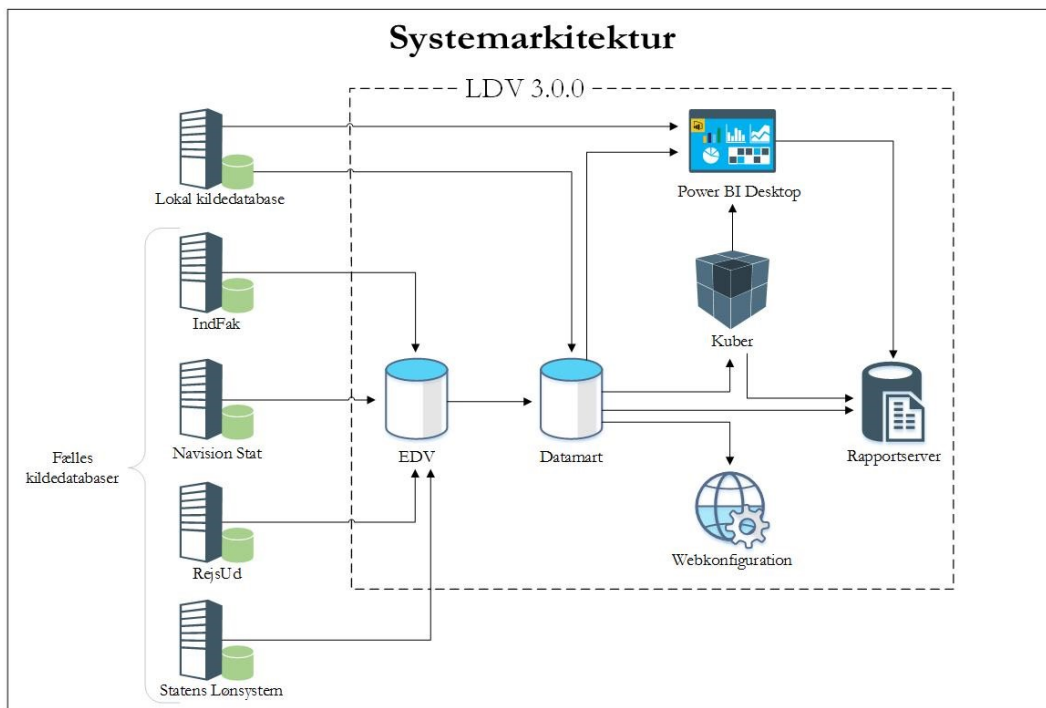 Systemarkitektur
LDV 3.0.0
Lokal kildedatabase
Power BI Desktop
IndFak
Kuber
Navision Stat
EDV
Datamart
Rapportserver
Fælles
kildedatabaser
RejsUd
Webkonfiguration
Statens Lønsystem